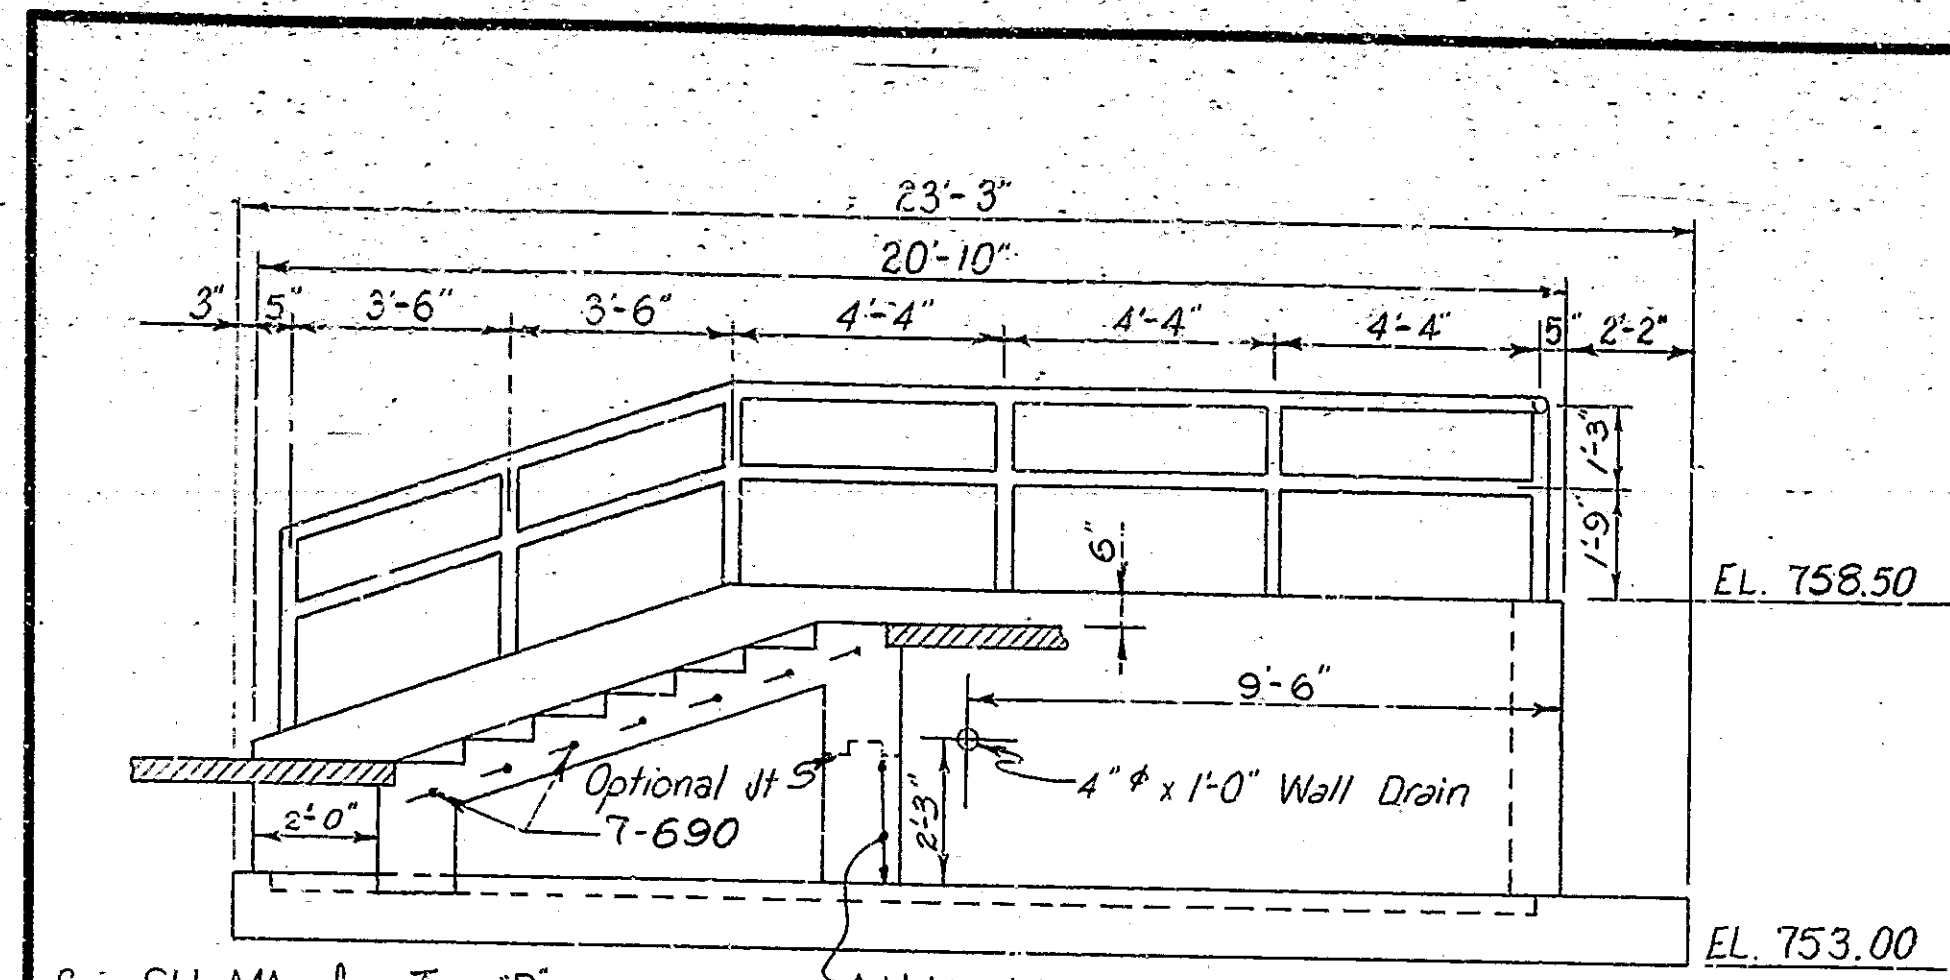 23'-3"
20'-10"
3" 5" 3'-6" 3'-6" 4'-4" 4'-4" 4'-4" 5" 2'-2"
1'-3"
6"
1'-9"
EL. 758.50
9'-6"
Optional Jt
4" ϕ x 1'-0" Wall Drain
2'-0"
7-690
2'-3"
EL. 753.00